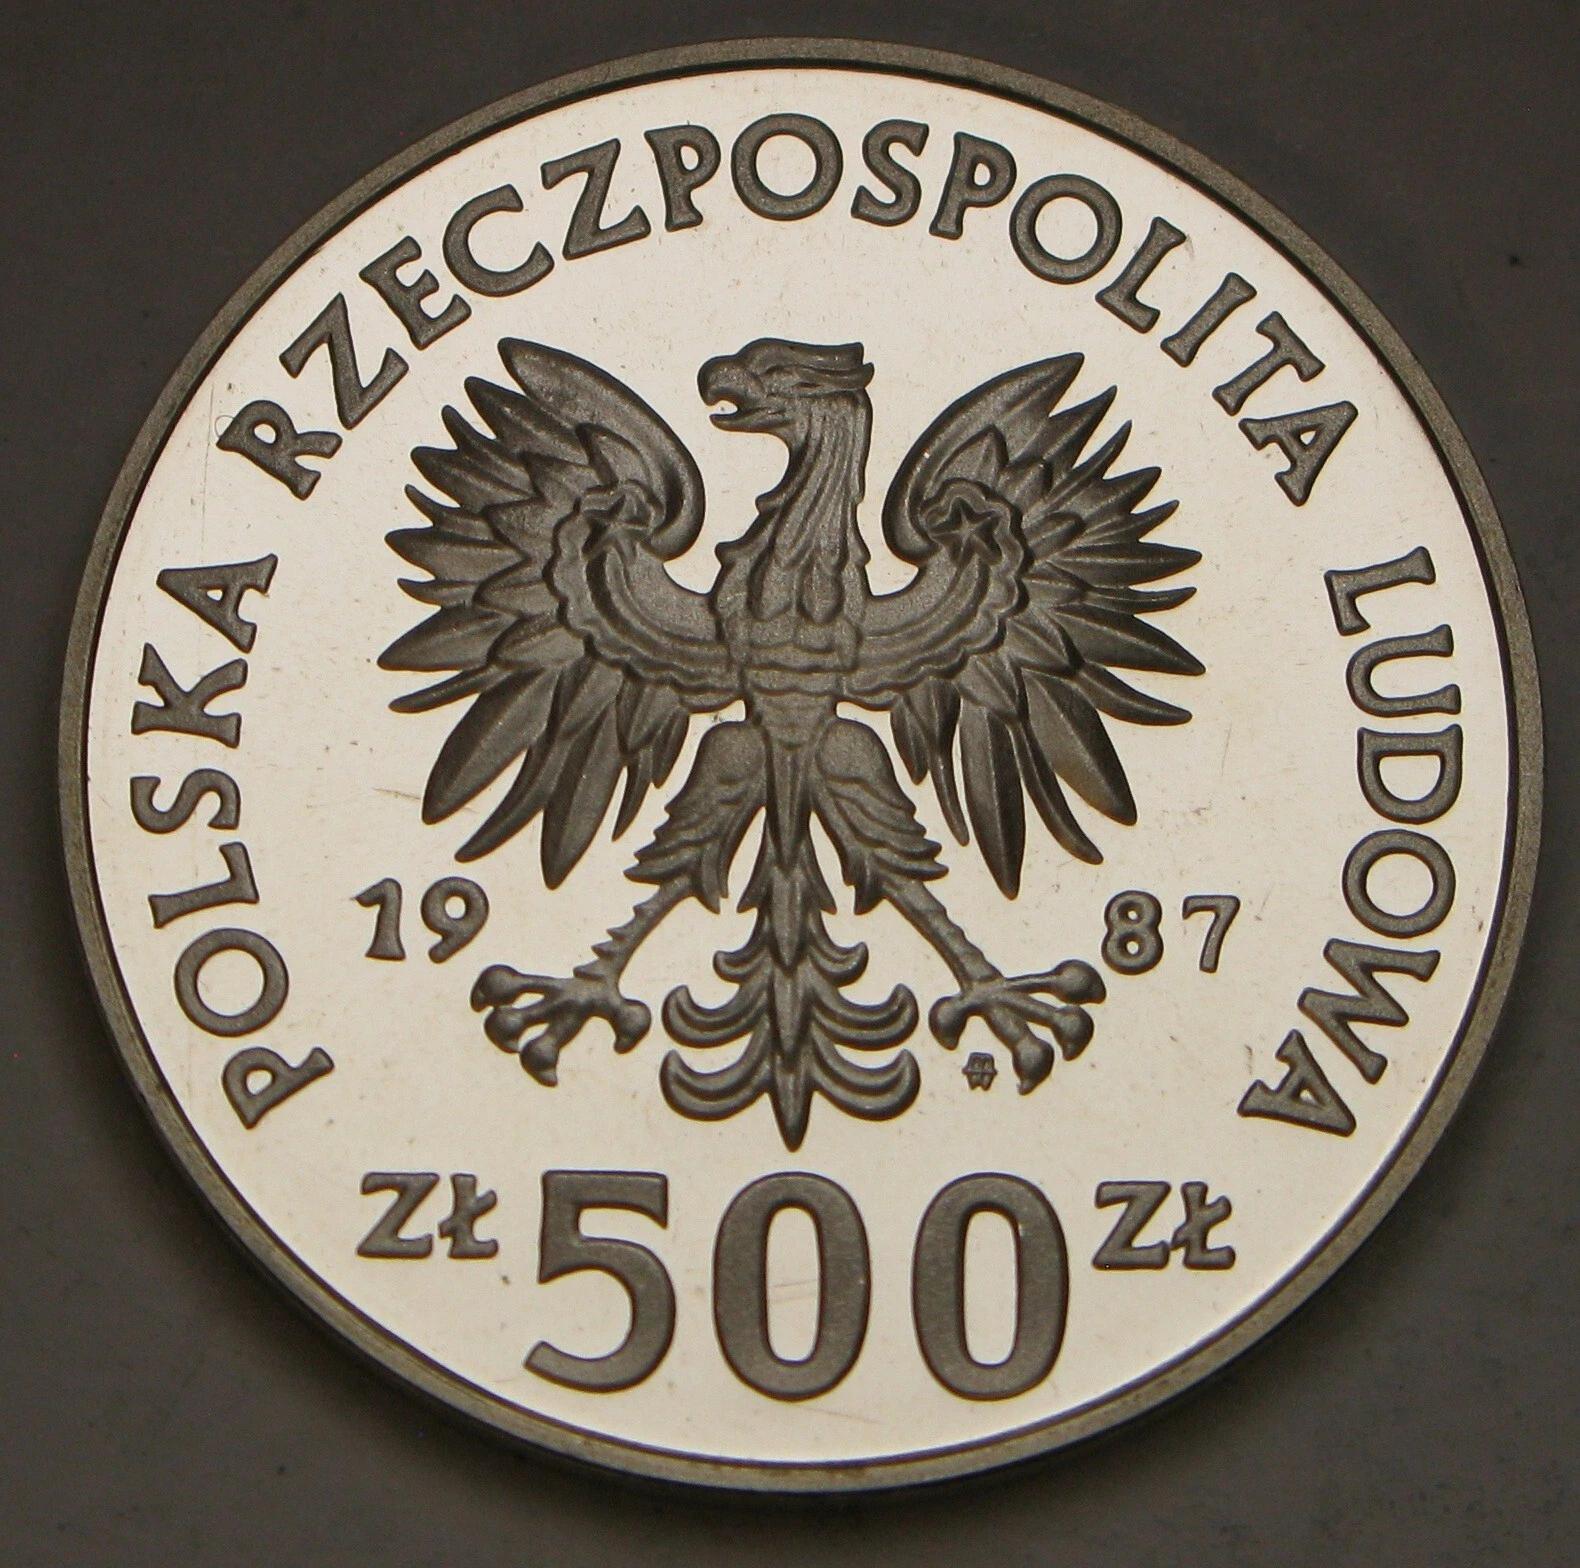 POLSKA RZECZPOSPOLITA LUDOWA
19 87
ZŁ 500 ZŁ